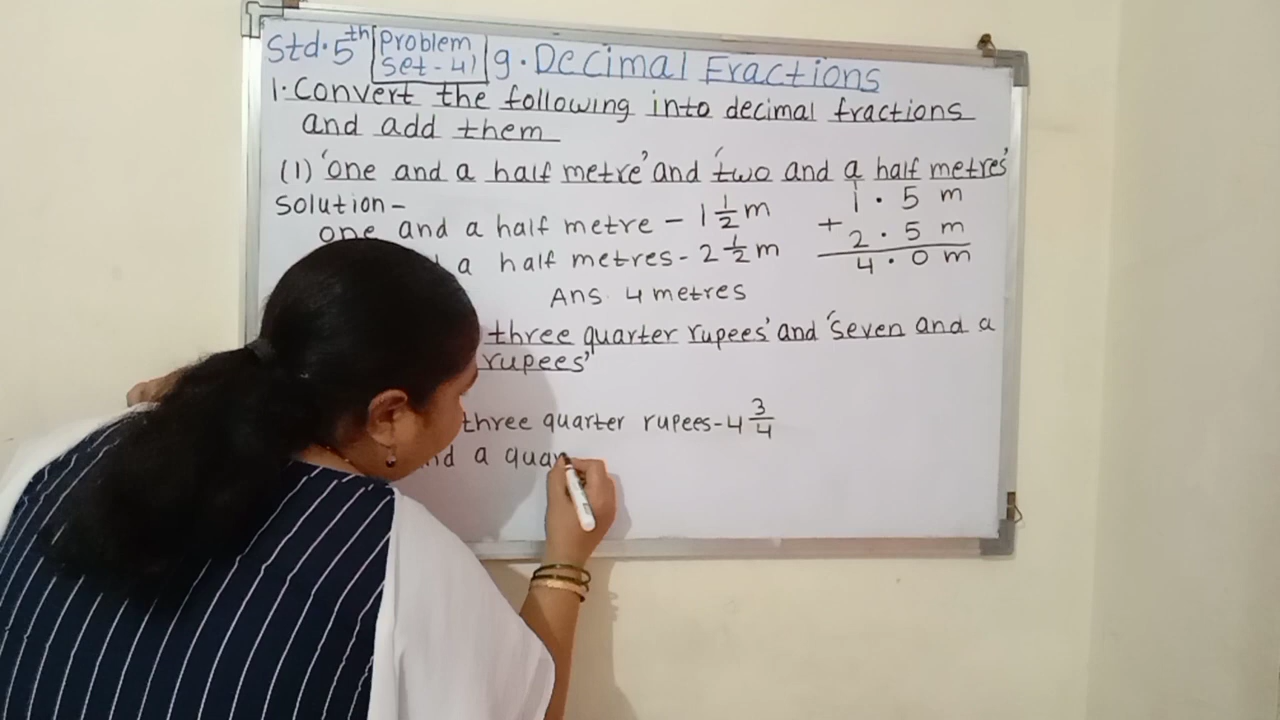 Std. 5th Problem Set-41 9. Decimal Fractions
1. Convert the following into decimal fractions
and add them
(1) 'one and a half metre' and 'two and a half metres'
Solution-
one and a half metre - 1 1/2 m
a half metres - 2 1/2 m
1.5 m
+ 2.5 m
4.0 m
Ans. 4 metres
three quarter rupees' and 'seven and a
rupees'
three quarter rupees - 4 3/4
a